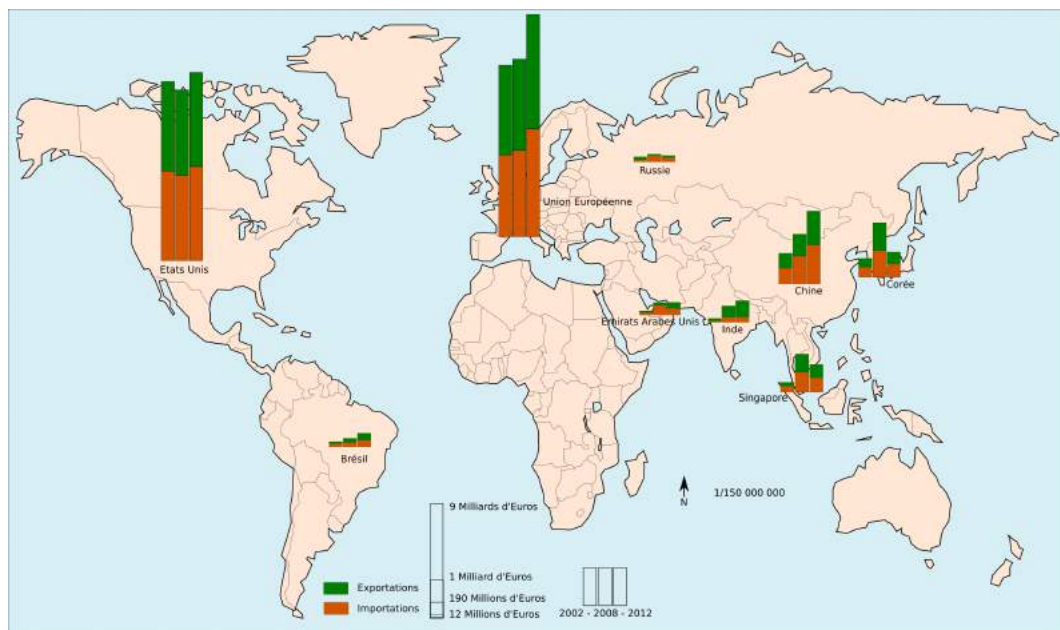 Russie
Union Européenne
Etats Unis
Chine
Corée
Emirats Arabes Unis
Inde
Singapore
Brésil
N
1/150 000 000
9 Milliards d'Euros
1 Milliard d'Euros
190 Millions d'Euros
12 Millions d'Euros
Exportations
Importations
2002 - 2008 - 2012